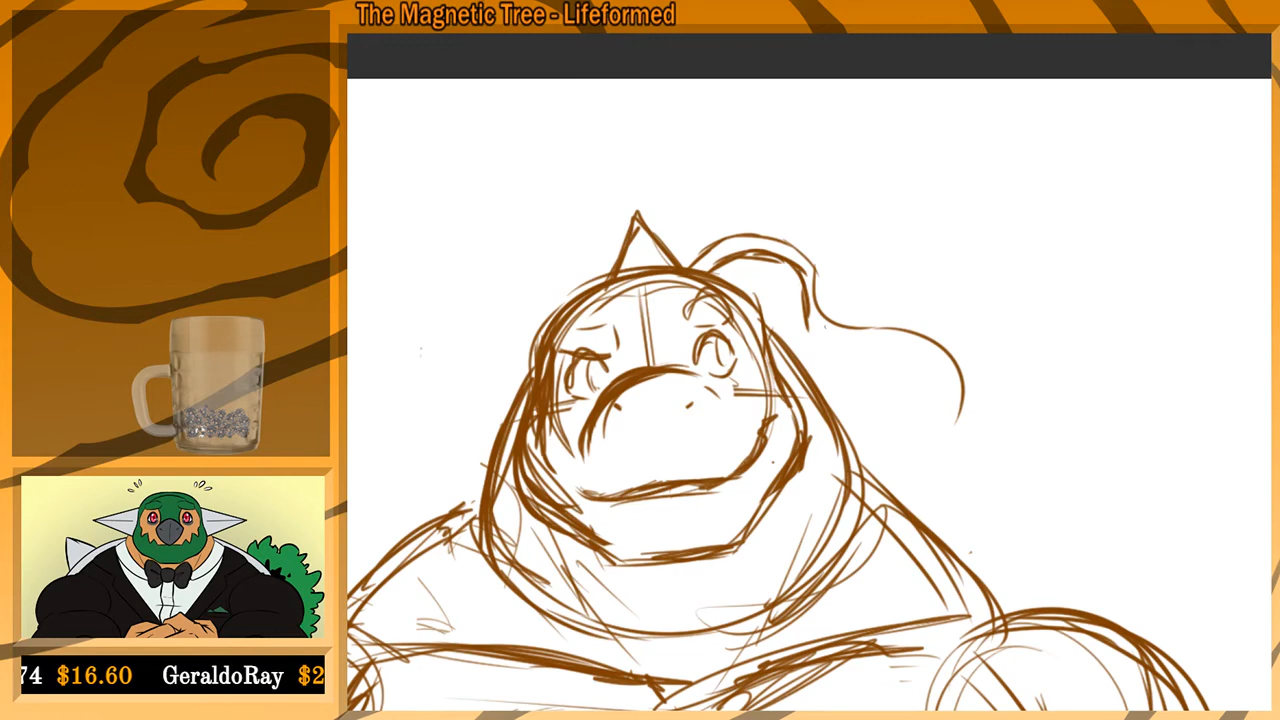 The Magnetic Tree - Lifeformed
74 $16.60 GeraldoRay $2